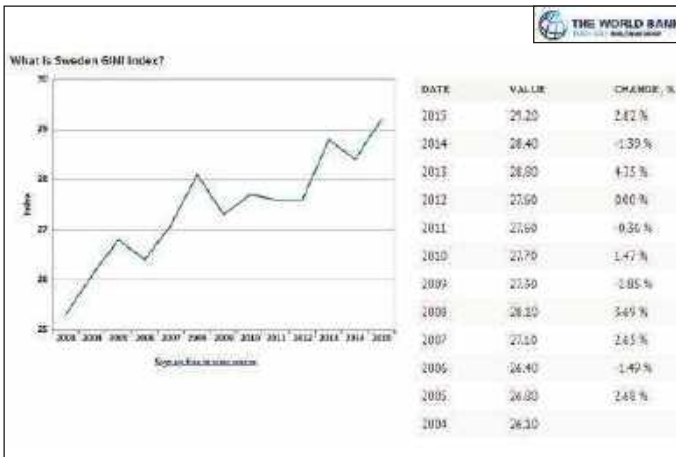 THE WORLD BANK
What Is Sweden GINI Index?
30
29
28
27
26
25
Index
2003 2004 2005 2006 2007 2008 2009 2010 2011 2012 2013 2014 2015
DATE VALUE CHANGE, %
2015 29.20 2.82 %
2014 28.40 -1.39 %
2013 28.80 4.35 %
2012 27.60 0.00 %
2011 27.60 -0.36 %
2010 27.70 1.47 %
2009 27.30 -2.85 %
2008 28.10 3.69 %
2007 27.10 2.65 %
2006 26.40 -1.49 %
2005 26.80 2.68 %
2004 26.10